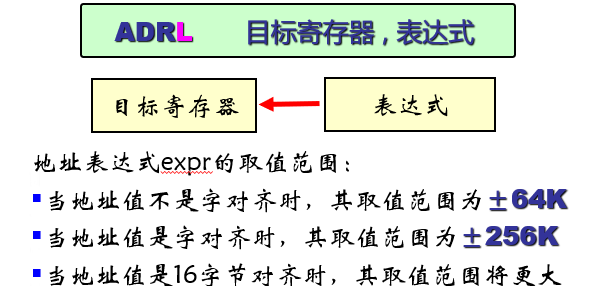 ADRL 目标寄存器，表达式
目标寄存器 表达式
地址表达式expr的取值范围：
当地址值不是字对齐时，其取值范围为±64K
当地址值是字对齐时，其取值范围为±256K
当地址值是16字节对齐时，其取值范围将更大